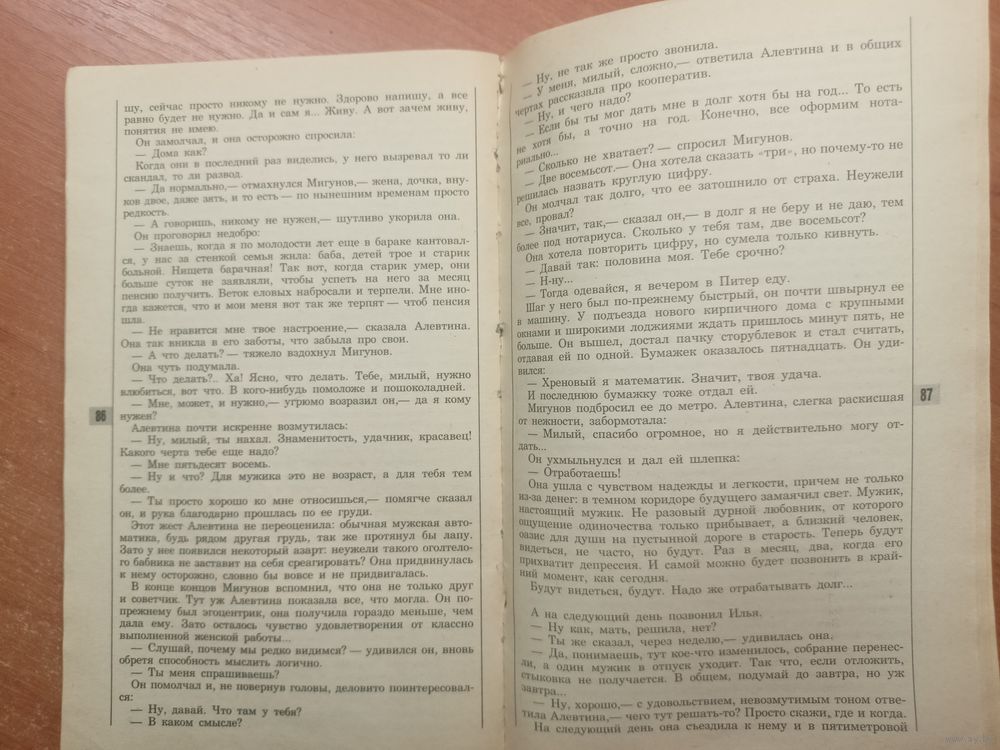 щу, сейчас просто никому не нужно. Здорово напишу, а все
равно будет не нужно. Да и сам я... Живу. А вот зачем живу,
понятия не имею.
Он замолчал, и она осторожно спросила:
— Дома как?
Когда они в последний раз виделись, у него вызревал то ли
скандал, то ли развод.
— Да нормально,— отмахнулся Мигунов,— жена, дочка, вну-
ков двое, даже зять, и то есть — по нынешним временам просто
редкость.
— А говоришь, никому не нужен,— шутливо укорила она.
Он проговорил недобро:
— Знаешь, когда я по молодости лет еще в бараке кантовал-
ся, у нас за стенкой семья жила: баба, детей трое и старик
больной. Нищета барачная! Так вот, когда старик умер, они
больше суток не заявляли, чтобы успеть на него за месяц
пенсию получить. Веток еловых набросали и терпели. Мне ино-
гда кажется, что и мои меня вот так же терпят — чтоб пенсия
шла.
— Не нравится мне твое настроение,— сказала Алевтина.
Она так вникла в его заботы, что забыла про свои.
— А что делать? — тяжело вздохнул Мигунов.
Она чуть подумала.
— Что делать?.. Ха! Ясно, что делать. Тебе, милый, нужно
влюбиться, вот что. В кого-нибудь помоложе и пошоколадней.
— Мне, может, и нужно,— угрюмо возразил он,— да я кому
нужен?
Алевтина почти искренне возмутилась:
— Ну, милый, ты нахал. Знаменитость, удачник, красавец!
Какого черта тебе еще надо?
— Мне пятьдесят восемь.
— Ну и что? Для мужика это не возраст, а для тебя тем
более.
— Ты просто хорошо ко мне относишься,— помягче сказал
он, и рука благодарно прошлась по ее груди.
Этот жест Алевтина не переоценила: обычная мужская авто-
матика, будь рядом другая грудь, так же протянул бы лапу.
Зато у нее появился некоторый азарт: неужели такого оголтело-
го бабника не заставит на себя среагировать? Она придвинулась
к нему осторожно, словно бы вовсе и не придвигалась.
В конце концов Мигунов вспомнил, что она не только друг
и советчик. Тут уж Алевтина показала все, что могла. Он по-
прежнему был эгоцентрик, она получила гораздо меньше, чем
дала ему. Зато осталось чувство удовлетворения от классно
выполненной женской работы...
— Слушай, почему мы редко видимся? — удивился он, вновь
обретя способность мыслить логично.
— Ты меня спрашиваешь?
Он помолчал и, не повернув головы, деловито поинтересовал-
ся:
— Ну, давай. Что там у тебя?
— В каком смысле?
86
— Ну, не так же просто звонила.
— У меня, милый, сложно,— ответила Алевтина и в общих
чертах рассказала про кооператив.
— Ну, и чего надо?
— Если бы ты мог дать мне в долг хотя бы на год... То есть
не хотя бы, а точно на год. Конечно, все оформим нота-
риально...
— Сколько не хватает? — спросил Мигунов.
— Две восемьсот.— Она хотела сказать «три», но почему-то не
решилась назвать круглую цифру.
Он молчал так долго, что ее затошнило от страха. Неужели
все, провал?
— Значит, так,— сказал он,— в долг я не беру и не даю, тем
более под нотариуса. Сколько у тебя там, две восемьсот?
Она хотела повторить цифру, но сумела только кивнуть.
— Давай так: половина моя. Тебе срочно?
— Н-ну...
— Тогда одевайся, я вечером в Питер еду.
Шаг у него был по-прежнему быстрый, он почти швырнул ее
в машину. У подъезда нового кирпичного дома с крупными
окнами и широкими лоджиями ждать пришлось минут пять, не
больше. Он вышел, достал пачку сторублевок и стал считать,
отдавая ей по одной. Бумажек оказалось пятнадцать. Он уди-
вился:
— Хреновый я математик. Значит, твоя удача.
И последнюю бумажку тоже отдал ей.
Мигунов подбросил ее до метро. Алевтина, слегка раскисшая
от нежности, забормотала:
— Милый, спасибо огромное, но я действительно могу от-
дать...
Он ухмыльнулся и дал ей шлепка:
— Отработаешь!
Она ушла с чувством надежды и легкости, причем не только
из-за денег: в темном коридоре будущего замаячил свет. Мужик,
настоящий мужик. Не разовый дурной любовник, от которого
ощущение одиночества только прибывает, а близкий человек,
оазис для души на пустынной дороге в старость. Теперь будут
видеться, не часто, но будут. Раз в месяц, два, когда его
прихватит депрессия. И самой можно будет позвонить в край-
ний момент, как сегодня.
Будут видеться, будут. Надо же отрабатывать долг...
А на следующий день позвонил Илья.
— Ну как, мать, решила, нет?
— Ты же сказал, через неделю,— удивилась она.
— Да, понимаешь, тут кое-что изменилось, собрание перенес-
ли, а один мужик в отпуск уходит. Так что, если отложить,
стыковка не получается. В общем, подумай до завтра, но уж
завтра...
— Ну, хорошо,— с удовольствием, невозмутимым тоном отве-
тила Алевтина,— чего тут решать-то? Просто скажи, где и когда.
На следующий день она съездила к нему и в пятиметровой
87